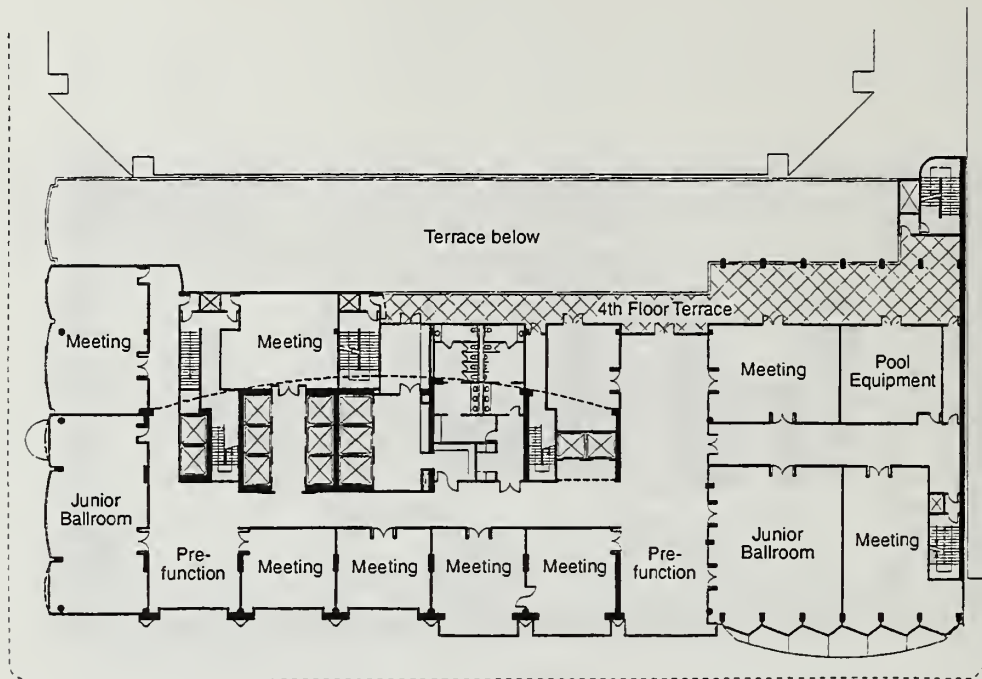 Terrace below
4th Floor Terrace
Meeting
Meeting
Meeting
Pool
Equipment
Junior
Ballroom
Pre-
function
Meeting
Meeting
Meeting
Meeting
Pre-
function
Junior
Ballroom
Meeting